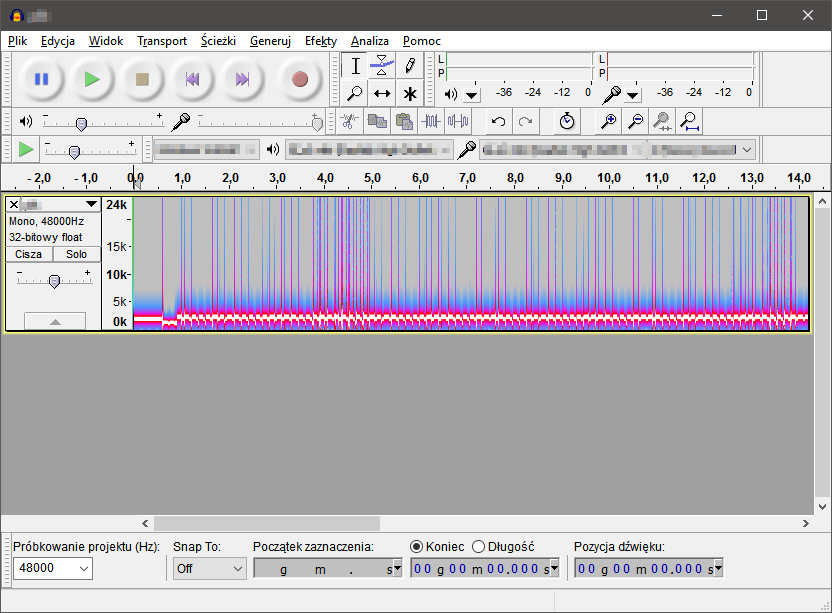 Plik Edycja Widok Transport Ścieżki Generuj Efekty Analiza Pomoc
L
P
-36 -24 -12 0
L
P
-36 -24 -12 0
- +
- +
- +
- 2,0 - 1,0 0,0 1,0 2,0 3,0 4,0 5,0 6,0 7,0 8,0 9,0 10,0 11,0 12,0 13,0 14,0
Mono, 48000Hz
32-bitowy float
Cisza Solo
- +
24k
15k
10k
5k
0k
Próbkowanie projektu (Hz): Snap To: Początek zaznaczenia: Koniec Długość Pozycja dźwięku:
48000 Off g m . s 00 g 00 m 00.000 s 00 g 00 m 00.000 s